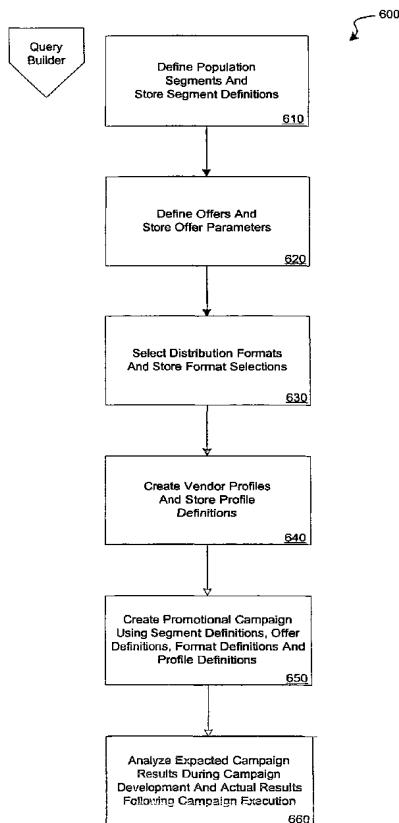 600
Query
Builder
Define Population
Segments And
Store Segment Definitions
610
Define Offers And
Store Offer Parameters
620
Select Distribution Formats
And Store Format Selections
630
Create Vendor Profiles
And Store Profile
Definitions
640
Create Promotional Campaign
Using Segment Definitions, Offer
Definitions, Format Definitions And
Profile Definitions
650
Analyze Expected Campaign
Results During Campaign
Development And Actual Results
Following Campaign Execution
660